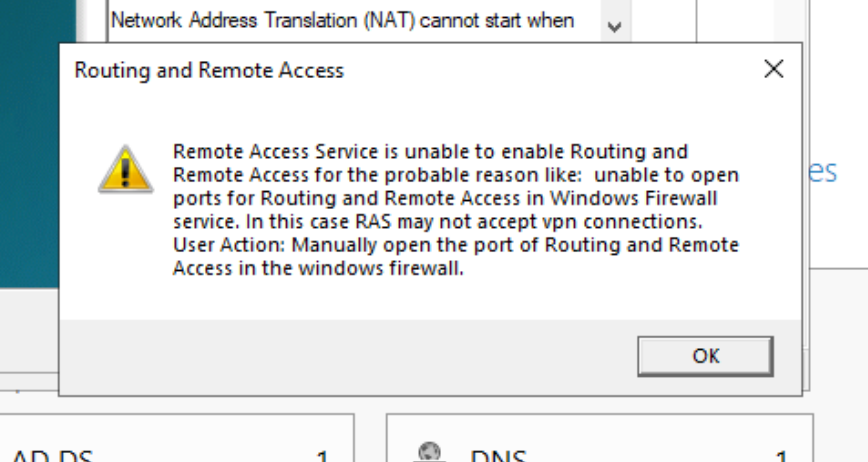 Network Address Translation (NAT) cannot start when
Routing and Remote Access
Remote Access Service is unable to enable Routing and
Remote Access for the probable reason like:  unable to open
ports for Routing and Remote Access in Windows Firewall
service. In this case RAS may not accept vpn connections.
User Action: Manually open the port of Routing and Remote
Access in the windows firewall.
es
OK
AD DS 1
DNS 1